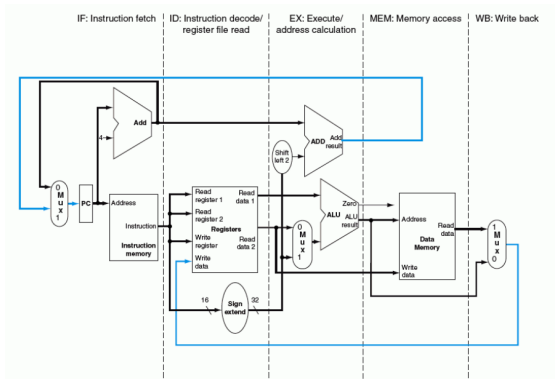 IF: Instruction fetch
ID: Instruction decode/
register file read
EX: Execute/
address calculation
MEM: Memory access
WB: Write back
Add
4
ADD
Add
result
Shift
left 2
0
M
u
x
1
PC
Address
Instruction
Instruction
memory
Read
register 1
Read
register 2
Write
register
Write
data
Registers
Read
data 1
Read
data 2
0
M
u
x
1
Zero
ALU
ALU
result
Address
Data
Memory
Write
data
Read
data
1
M
u
x
0
16
Sign
extend
32